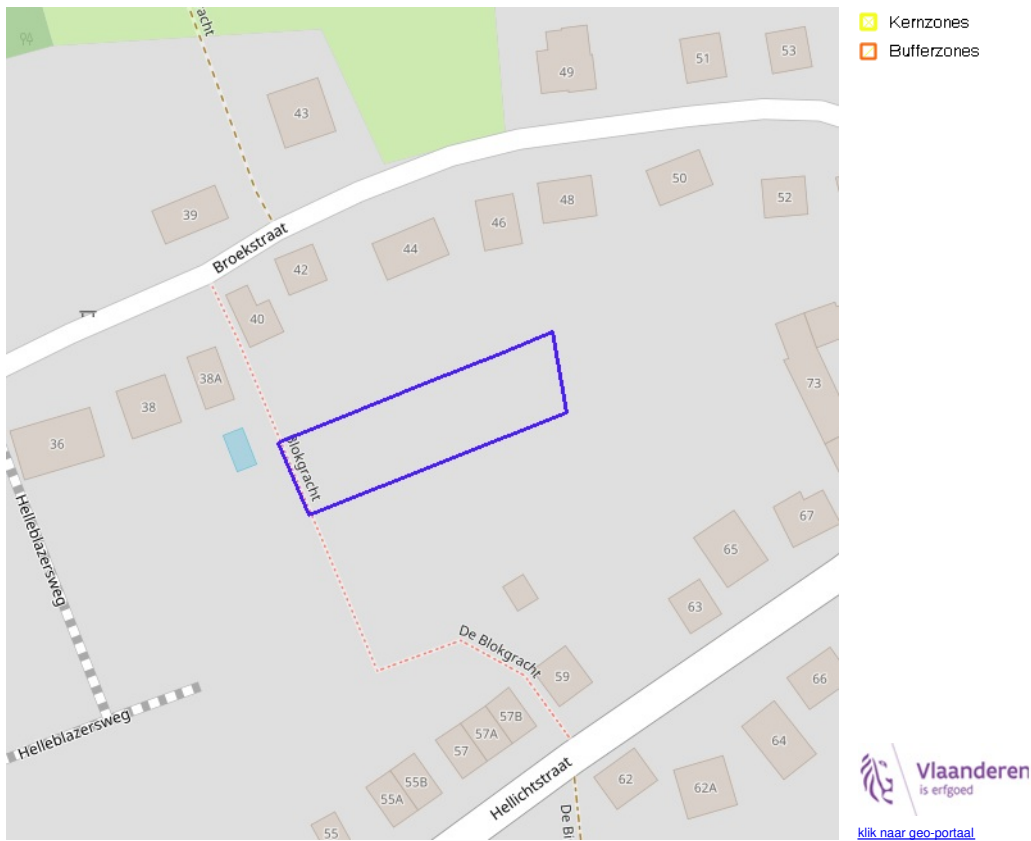 Kernzones
Bufferzones
acht
43
49
51
53
39
Broekstraat
42
44
46
48
50
52
40
38A
38
36
73
Blokgracht
Helleblazersweg
67
65
63
De Blokgracht
59
66
Helleblazersweg
57B
57A
57
64
55B
55A
62
62A
55
Hellichtstraat
De Bi
Vlaanderen
is erfgoed
klik naar geo-portaal